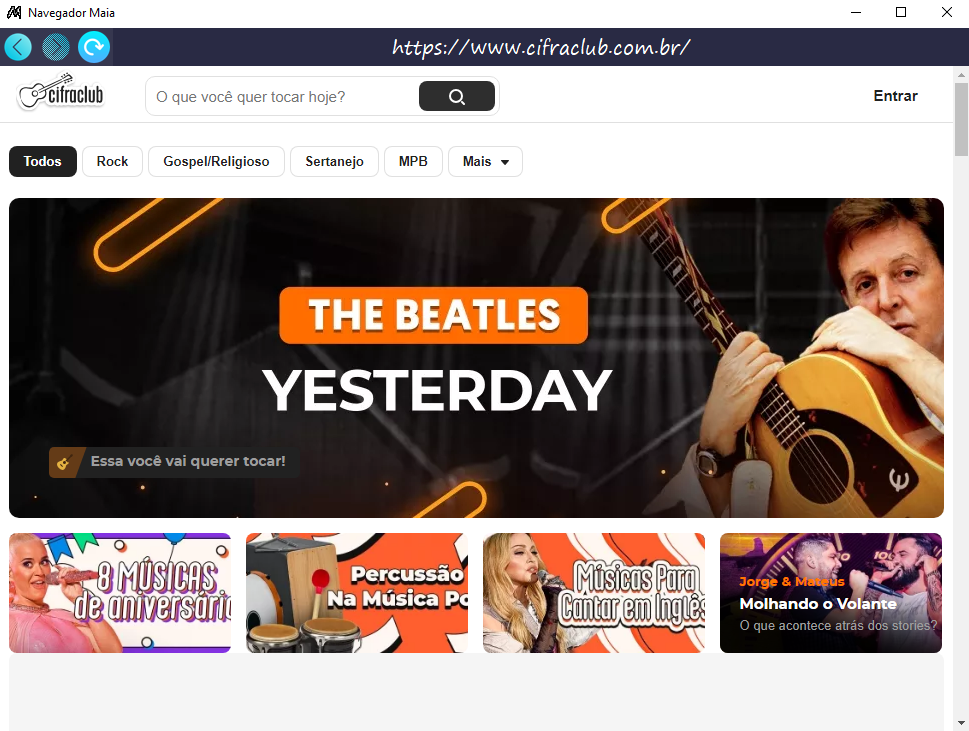 Navegador Maia
https://www.cifraclub.com.br/
cifraclub
O que você quer tocar hoje?
Entrar
Todos
Rock
Gospel/Religioso
Sertanejo
MPB
Mais
THE BEATLES
YESTERDAY
Essa você vai querer tocar!
8 MÚSICAS
de aniversário
Percussão
Na Música Po
Músicas Para
Cantar em Inglês
Jorge & Mateus
Molhando o Volante
O que acontece atrás dos stories?